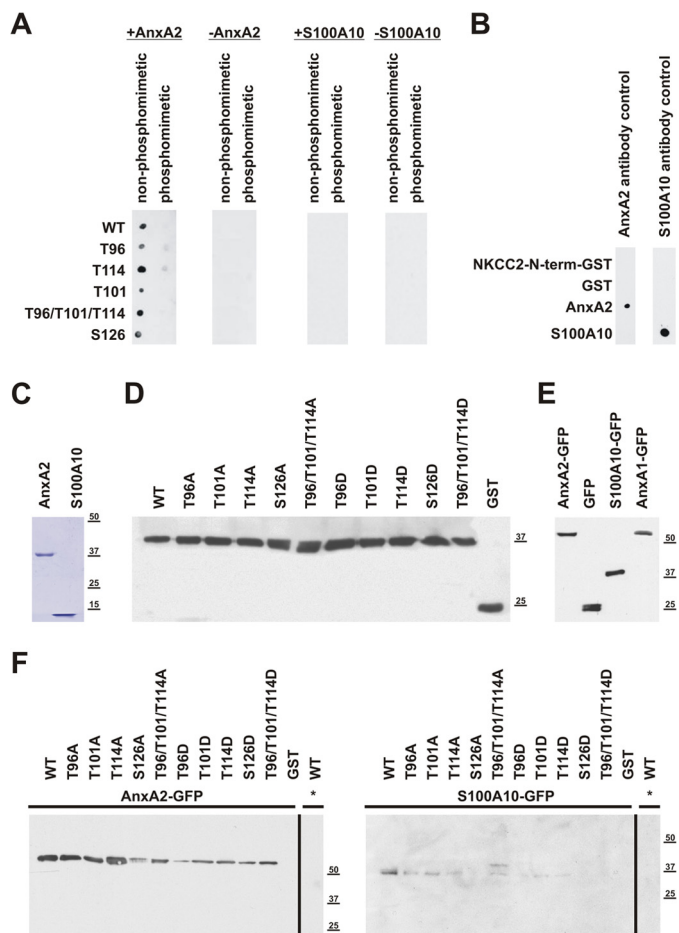 A
+AnxA2 -AnxA2 +S100A10 -S100A10
non-phosphomimetic
phosphomimetic
non-phosphomimetic
phosphomimetic
non-phosphomimetic
phosphomimetic
non-phosphomimetic
phosphomimetic
WT
T96
T114
T101
T96/T101/T114
S126
B
AnxA2 antibody control
S100A10 antibody control
NKCC2-N-term-GST
GST
AnxA2
S100A10
C
AnxA2
S100A10
50
37
25
15
D
WT
T96A
T101A
T114A
S126A
T96/T101/T114A
T96D
T101D
T114D
S126D
T96/T101/T114D
GST
37
25
E
AnxA2-GFP
GFP
S100A10-GFP
AnxA1-GFP
50
37
25
F
WT
T96A
T101A
T114A
S126A
T96/T101/T114A
T96D
T101D
T114D
S126D
T96/T101/T114D
GST
WT
AnxA2-GFP *
50
37
25
WT
T96A
T101A
T114A
S126A
T96/T101/T114A
T96D
T101D
T114D
S126D
T96/T101/T114D
GST
WT
S100A10-GFP *
50
37
25